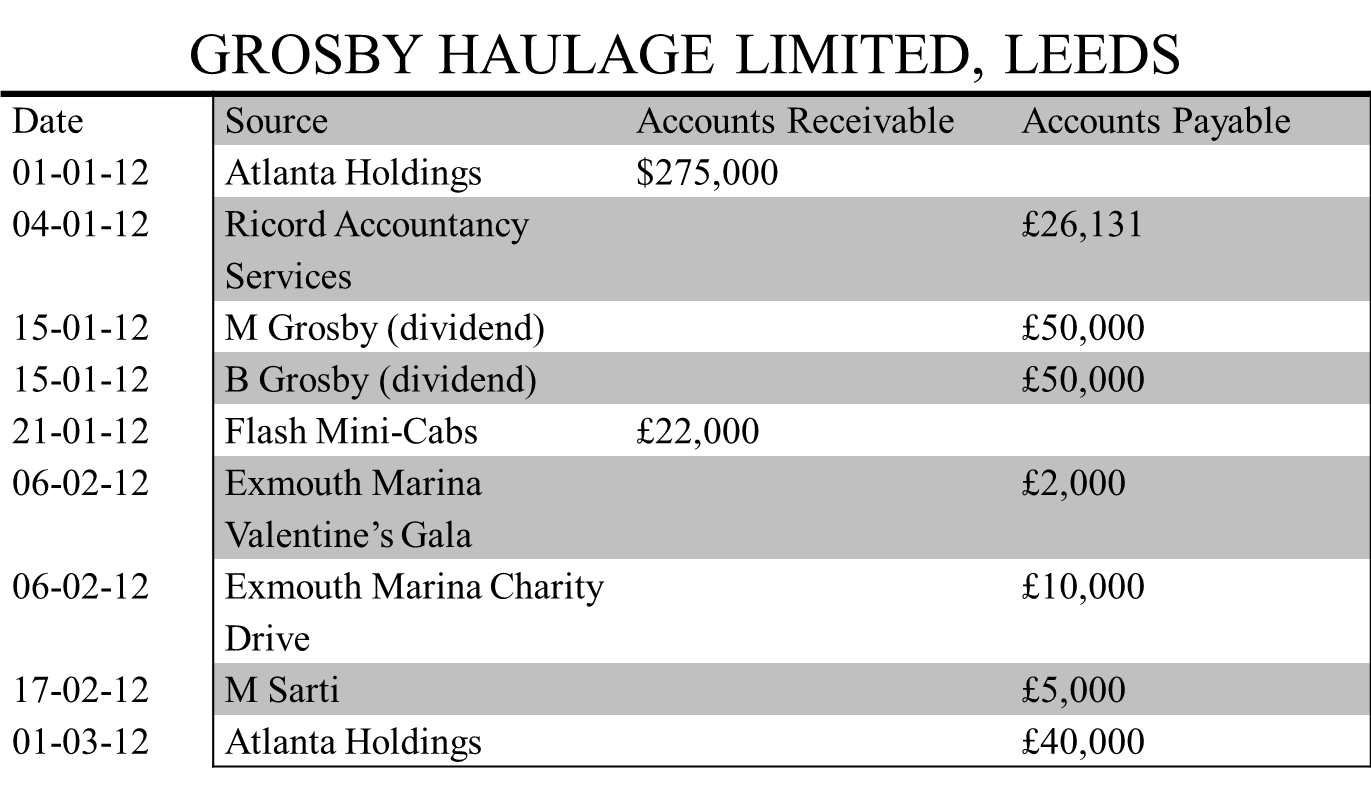 GROSBY HAULAGE LIMITED, LEEDS
Date Source Accounts Receivable Accounts Payable
01-01-12 Atlanta Holdings $275,000
04-01-12 Ricord Accountancy £26,131
Services
15-01-12 M Grosby (dividend) £50,000
15-01-12 B Grosby (dividend) £50,000
21-01-12 Flash Mini-Cabs £22,000
06-02-12 Exmouth Marina £2,000
Valentine’s Gala
06-02-12 Exmouth Marina Charity £10,000
Drive
17-02-12 M Sarti £5,000
01-03-12 Atlanta Holdings £40,000